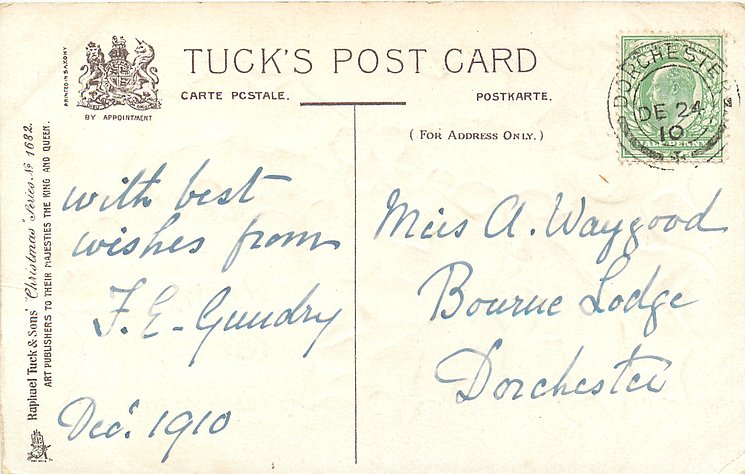 TUCK'S POST CARD
CARTE POSTALE.
POSTKARTE.
BY APPOINTMENT
(FOR ADDRESS ONLY.)
PRINTED IN SAXONY
Raphael Tuck & Sons' "Christmas" Series. No 1682.
ART PUBLISHERS TO THEIR MAJESTIES THE KING AND QUEEN.
DORCHESTER
DE 24
10
with best
wishes from
F. E - Gundry
Dec. 1910
Miss A. Waygood
Bourne Lodge
Dorchester